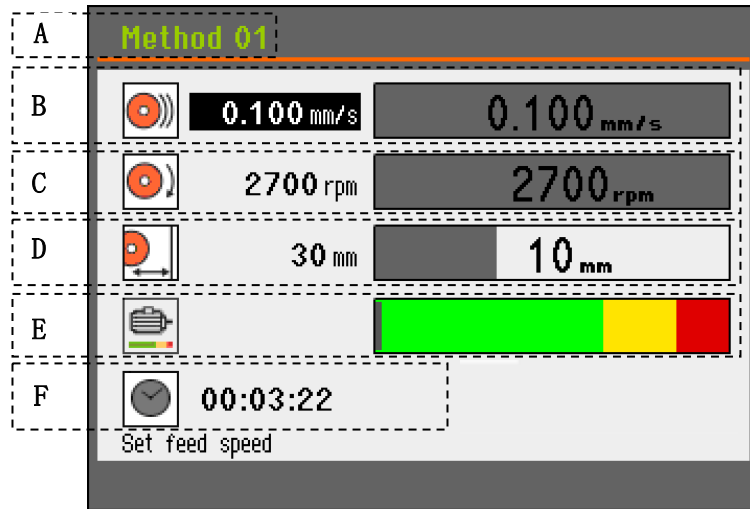 A Method 01
B 0.100 mm/s 0.100 mm/s
C 2700 rpm 2700 rpm
D 30 mm 10 mm
E
F 00:03:22
Set feed speed